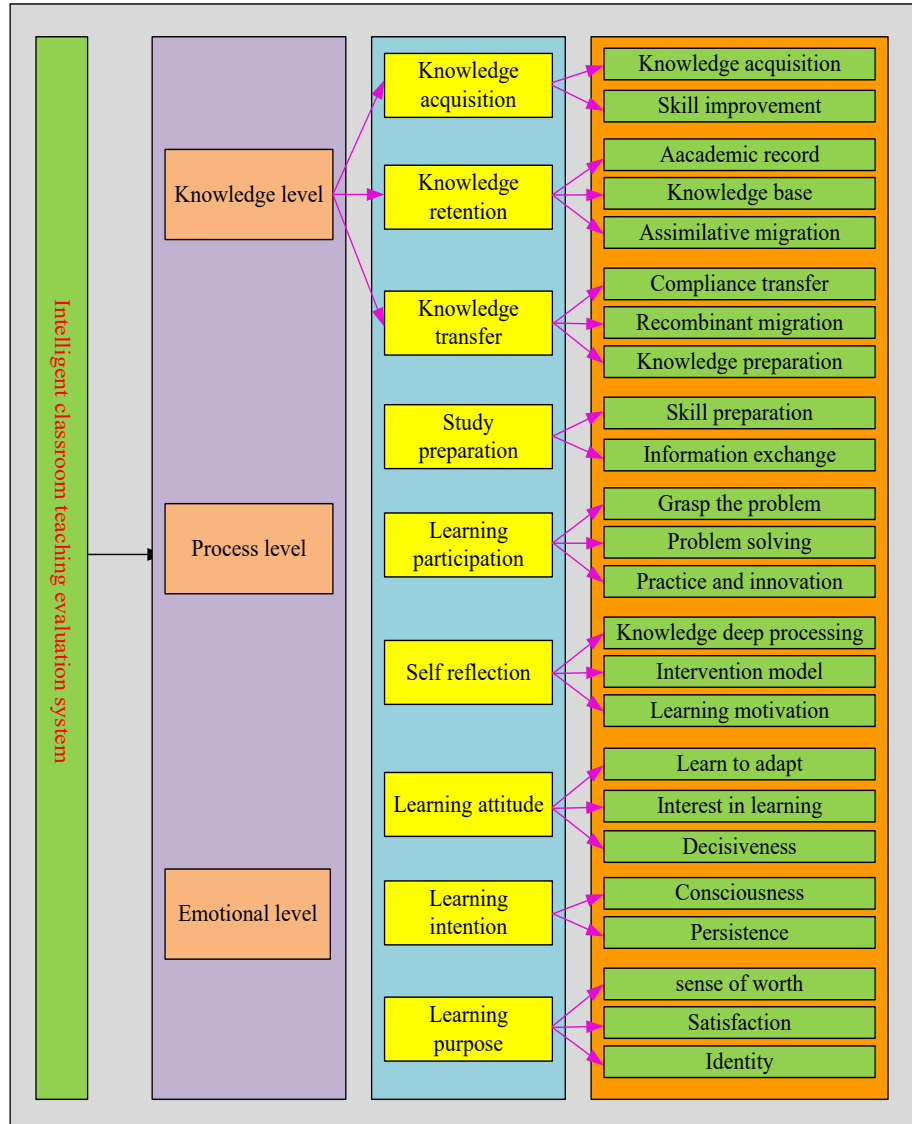 Intelligent classroom teaching evaluation
system
Knowledge level
Process level
Emotional level
Knowledge
acquisition
Knowledge
retention
Knowledge
transfer
Study
preparation
Learning
participation
Self reflection
Learning attitude
Learning
intention
Learning
purpose
Knowledge acquisition
Skill improvement
Aacademic record
Knowledge base
Assimilative migration
Compliance transfer
Recombinant migration
Knowledge preparation
Skill preparation
Information exchange
Grasp the problem
Problem solving
Practice and innovation
Knowledge deep processing
Intervention model
Learning motivation
Learn to adapt
Interest in learning
Decisiveness
Consciousness
Persistence
sense of worth
Satisfaction
Identity